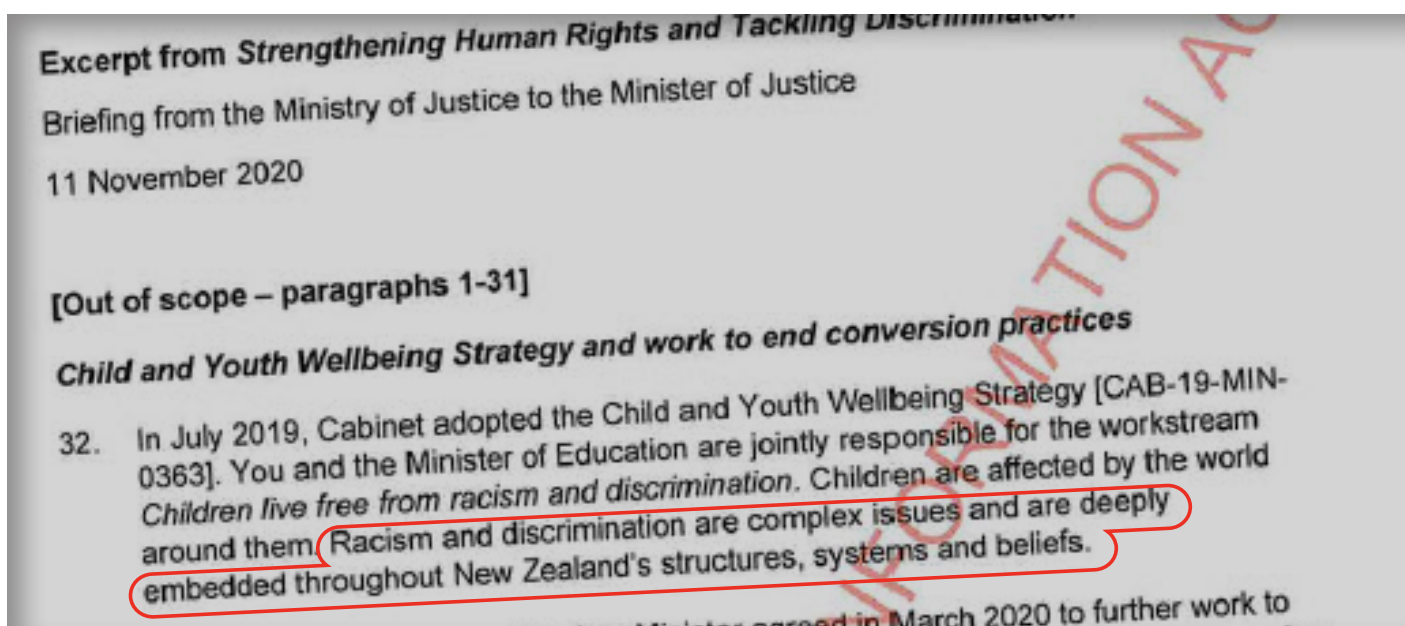 Excerpt from Strengthening Human Rights and Tackling Discrimination
Briefing from the Ministry of Justice to the Minister of Justice
11 November 2020
[Out of scope – paragraphs 1-31]
Child and Youth Wellbeing Strategy and work to end conversion practices
32. In July 2019, Cabinet adopted the Child and Youth Wellbeing Strategy [CAB-19-MIN-
0363]. You and the Minister of Education are jointly responsible for the workstream
Children live free from racism and discrimination. Children are affected by the world
around them. Racism and discrimination are complex issues and are deeply
embedded throughout New Zealand's structures, systems and beliefs.
Minister agreed in March 2020 to further work to
INFORMATION AC